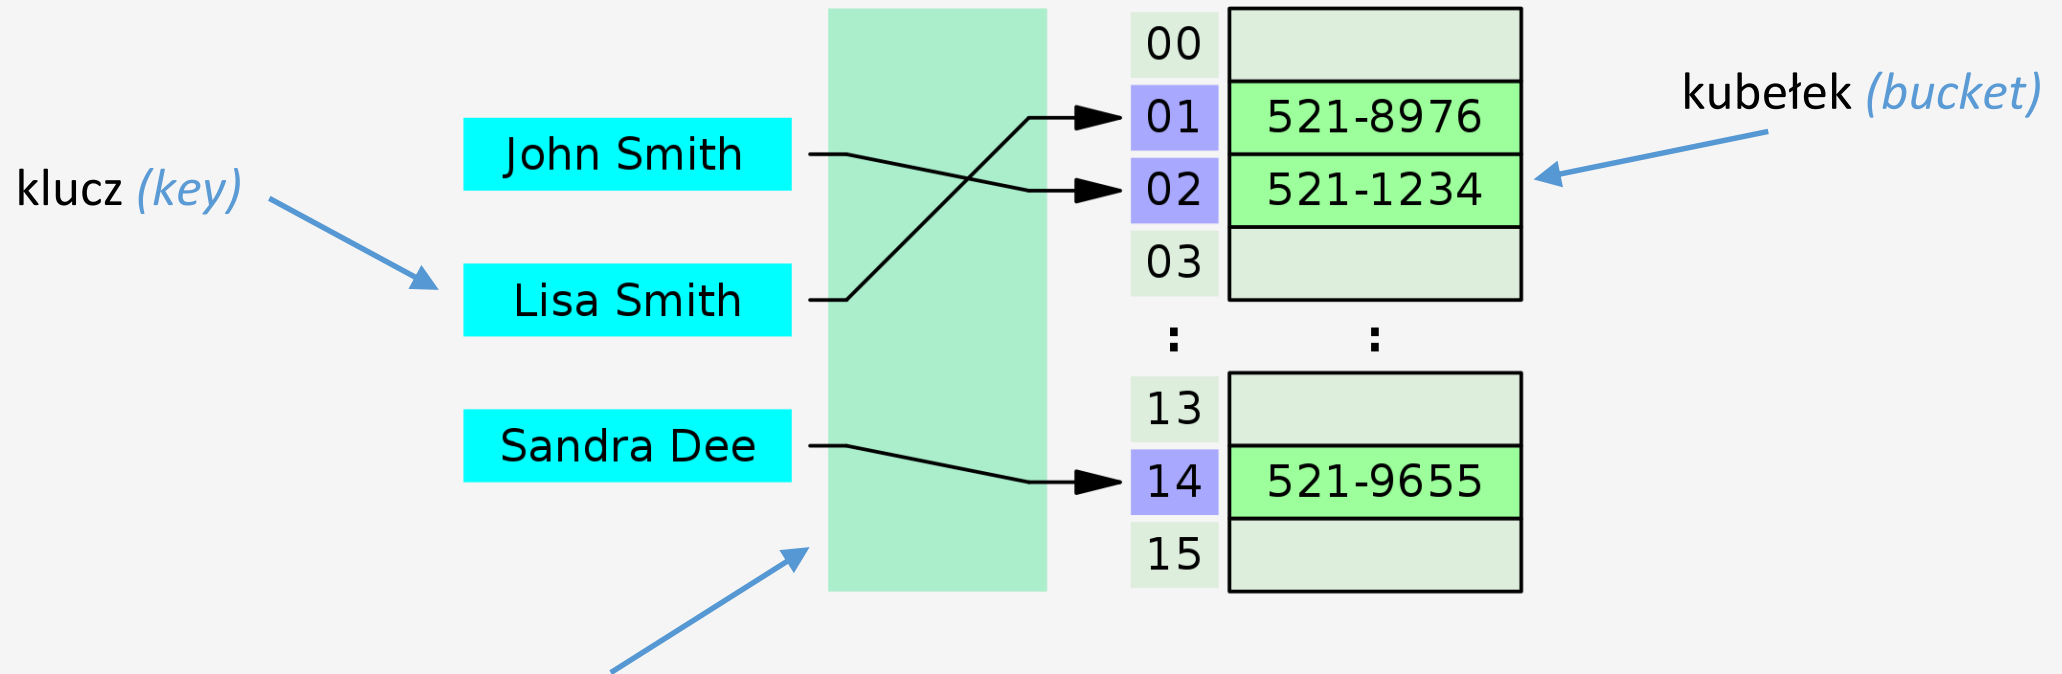 klucz (key)
John Smith
Lisa Smith
Sandra Dee
00
01 521-8976
02 521-1234
03
: :
13
14 521-9655
15
kubełek (bucket)